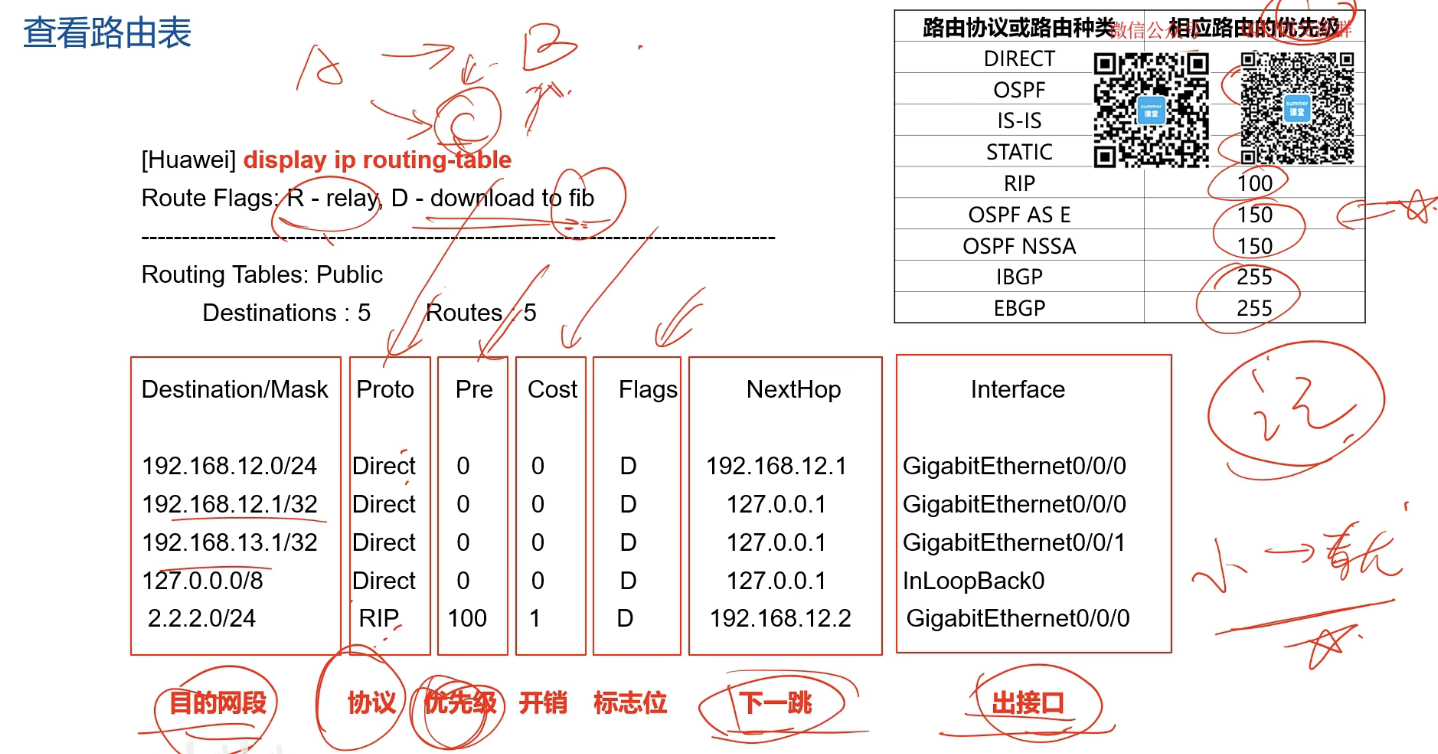 查看路由表
A → B
C
路由协议或路由种类 相应路由的优先级
微信公众
群
DIRECT
OSPF
IS-IS
STATIC
RIP 100
OSPF AS E 150
OSPF NSSA 150
IBGP 255
EBGP 255
summer
课堂
summer
课堂
[Huawei] display ip routing-table
Route Flags: R - relay, D - download to fib
--------------------------------------------------------------------------------
Routing Tables: Public
Destinations : 5 Routes : 5
Destination/Mask Proto Pre Cost Flags NextHop Interface
192.168.12.0/24 Direct 0 0 D 192.168.12.1 GigabitEthernet0/0/0
192.168.12.1/32 Direct 0 0 D 127.0.0.1 GigabitEthernet0/0/0
192.168.13.1/32 Direct 0 0 D 127.0.0.1 GigabitEthernet0/0/1
127.0.0.0/8 Direct 0 0 D 127.0.0.1 InLoopBack0
2.2.2.0/24 RIP 100 1 D 192.168.12.2 GigabitEthernet0/0/0
目的网段 协议 优先级 开销 标志位 下一跳 出接口
记
小 →